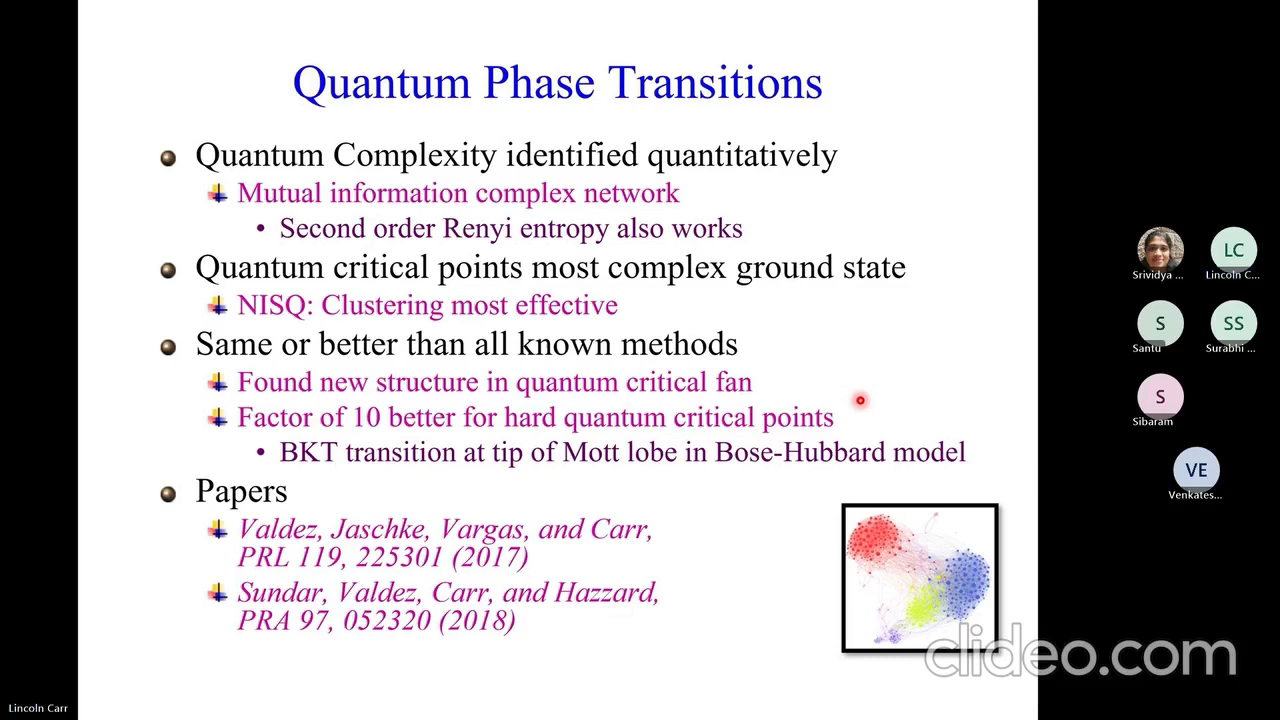 Quantum Phase Transitions
Quantum Complexity identified quantitatively
Mutual information complex network
• Second order Renyi entropy also works
Quantum critical points most complex ground state
NISQ: Clustering most effective
Same or better than all known methods
Found new structure in quantum critical fan
Factor of 10 better for hard quantum critical points
• BKT transition at tip of Mott lobe in Bose-Hubbard model
Papers
Valdez, Jaschke, Vargas, and Carr,
PRL 119, 225301 (2017)
Sundar, Valdez, Carr, and Hazzard,
PRA 97, 052320 (2018)
Srividya ...
LC
Lincoln C...
S
Santu
SS
Surabhi ...
S
Sibaram
VE
Venkates...
clideo.com
Lincoln Carr